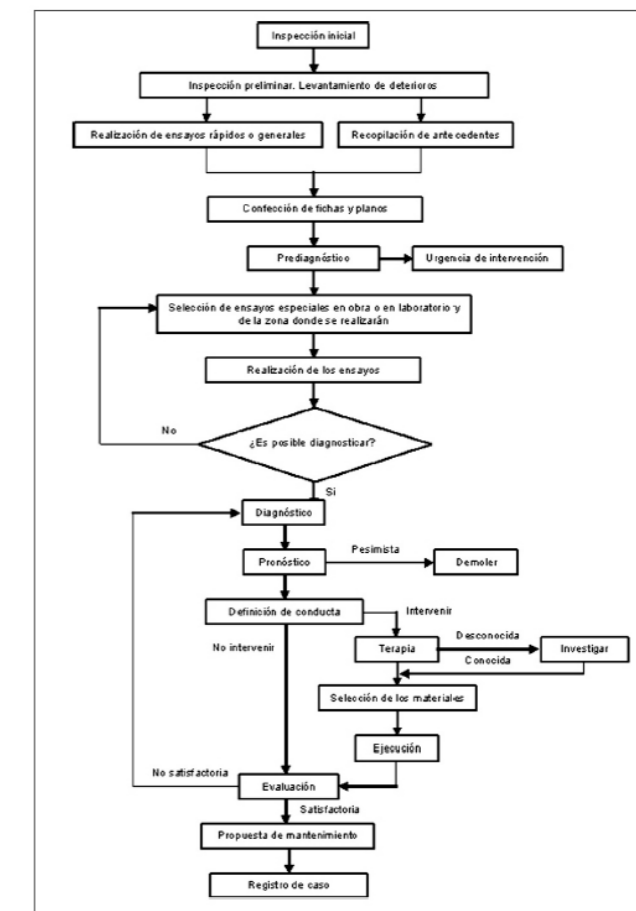 Inspección inicial
Inspección preliminar. Levantamiento de deterioros
Realización de ensayos rápidos o generales
Recopilación de antecedentes
Confección de fichas y planos
Prediagnóstico
Urgencia de intervención
Selección de ensayos especiales en obra o en laboratorio y
de la zona donde se realizarán
Realización de los ensayos
No
¿Es posible diagnosticar?
Si
Diagnóstico
Pesimista
Pronóstico
Demoler
Definición de conducta
Intervenir
No intervenir
Desconocida
Terapia
Investigar
Conocida
Selección de los materiales
Ejecución
No satisfactoria
Evaluación
Satisfactoria
Propuesta de mantenimiento
Registro de caso